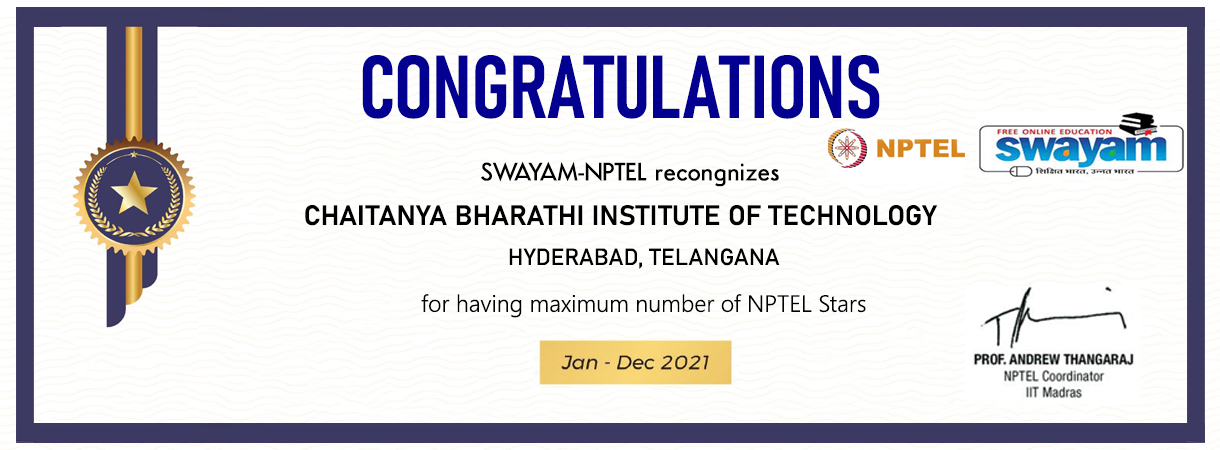 CONGRATULATIONS
NPTEL
FREE ONLINE EDUCATION
swayam
शिक्षित भारत, उन्नत भारत
SWAYAM-NPTEL recongnizes
CHAITANYA BHARATHI INSTITUTE OF TECHNOLOGY
HYDERABAD, TELANGANA
for having maximum number of NPTEL Stars
Jan - Dec 2021
PROF. ANDREW THANGARAJ
NPTEL Coordinator
IIT Madras